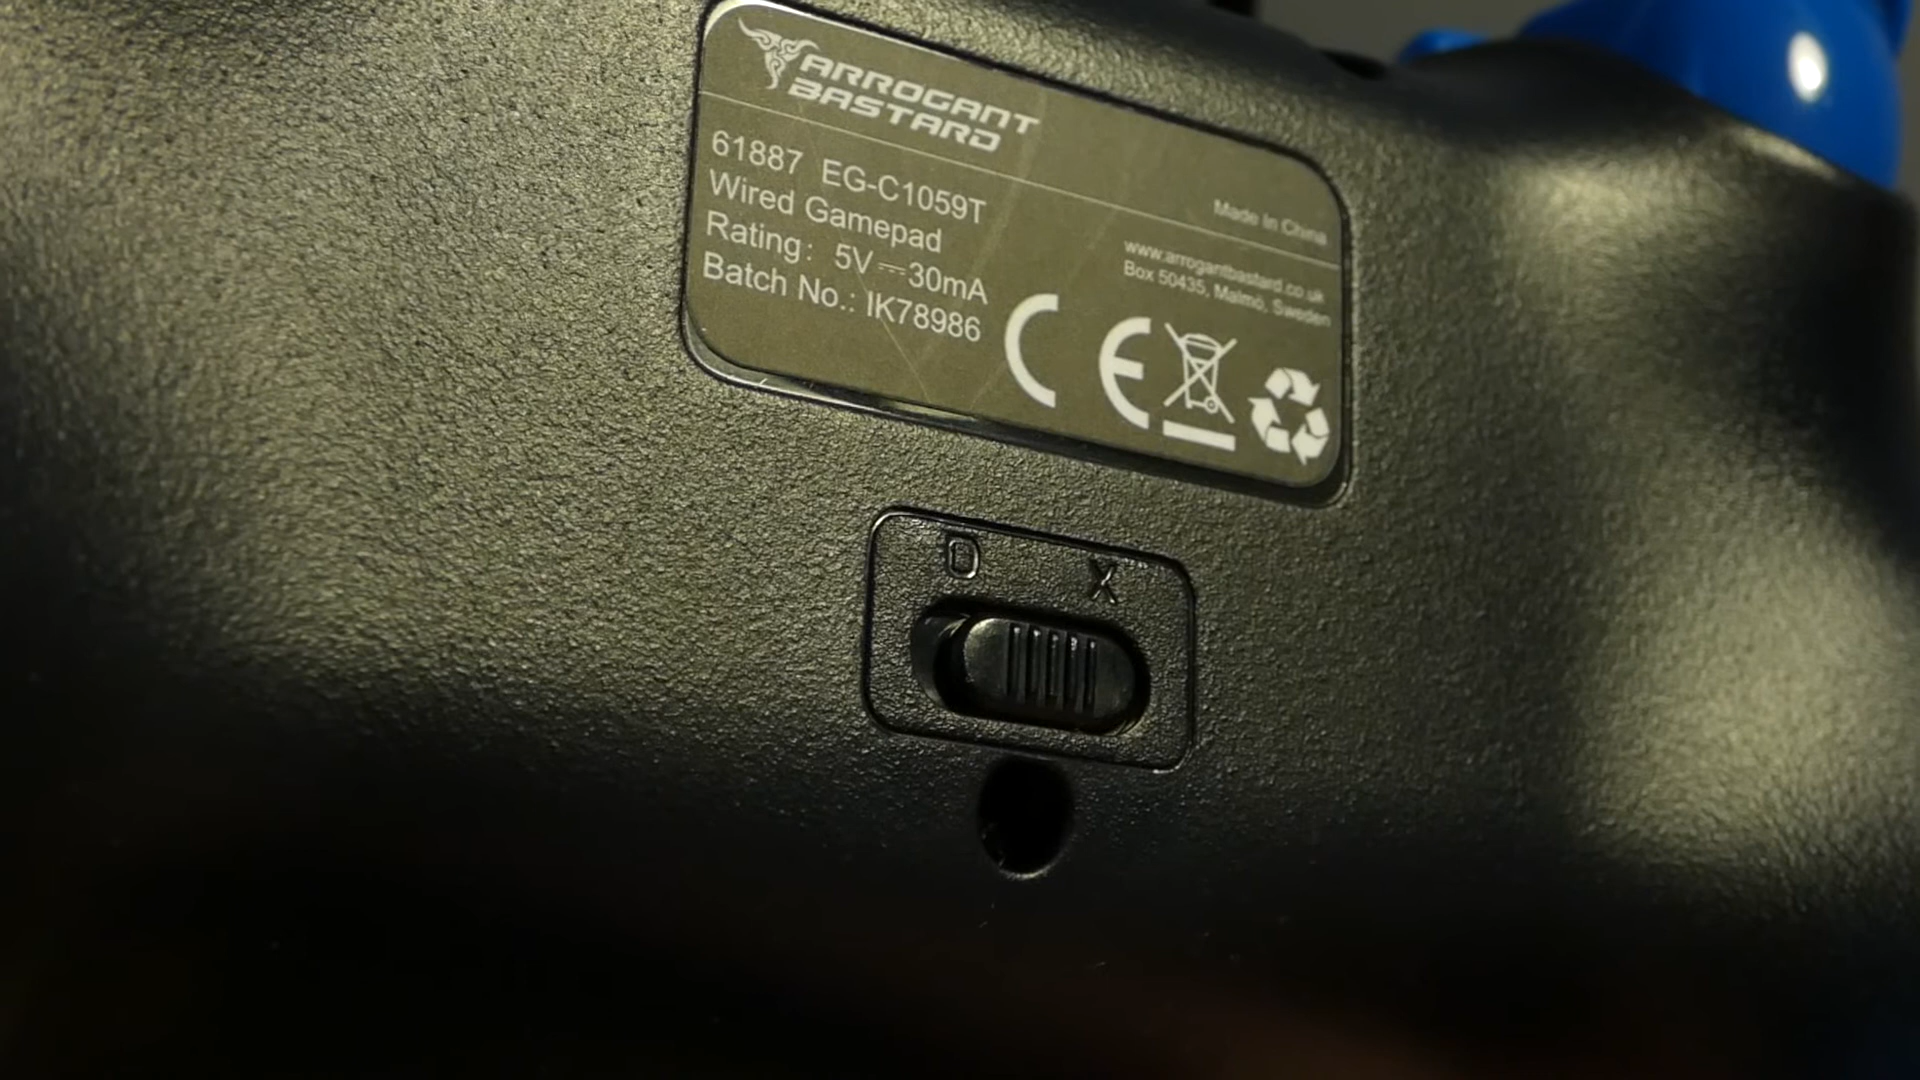 ARROGANT
BASTARD
Made in China
61887 EG-C1059T
Wired Gamepad
Rating: 5V⎓30mA
Batch No.: IK78986
www.arrogantbastard.co.uk
Box 50435, Malmö, Sweden
CE
D X